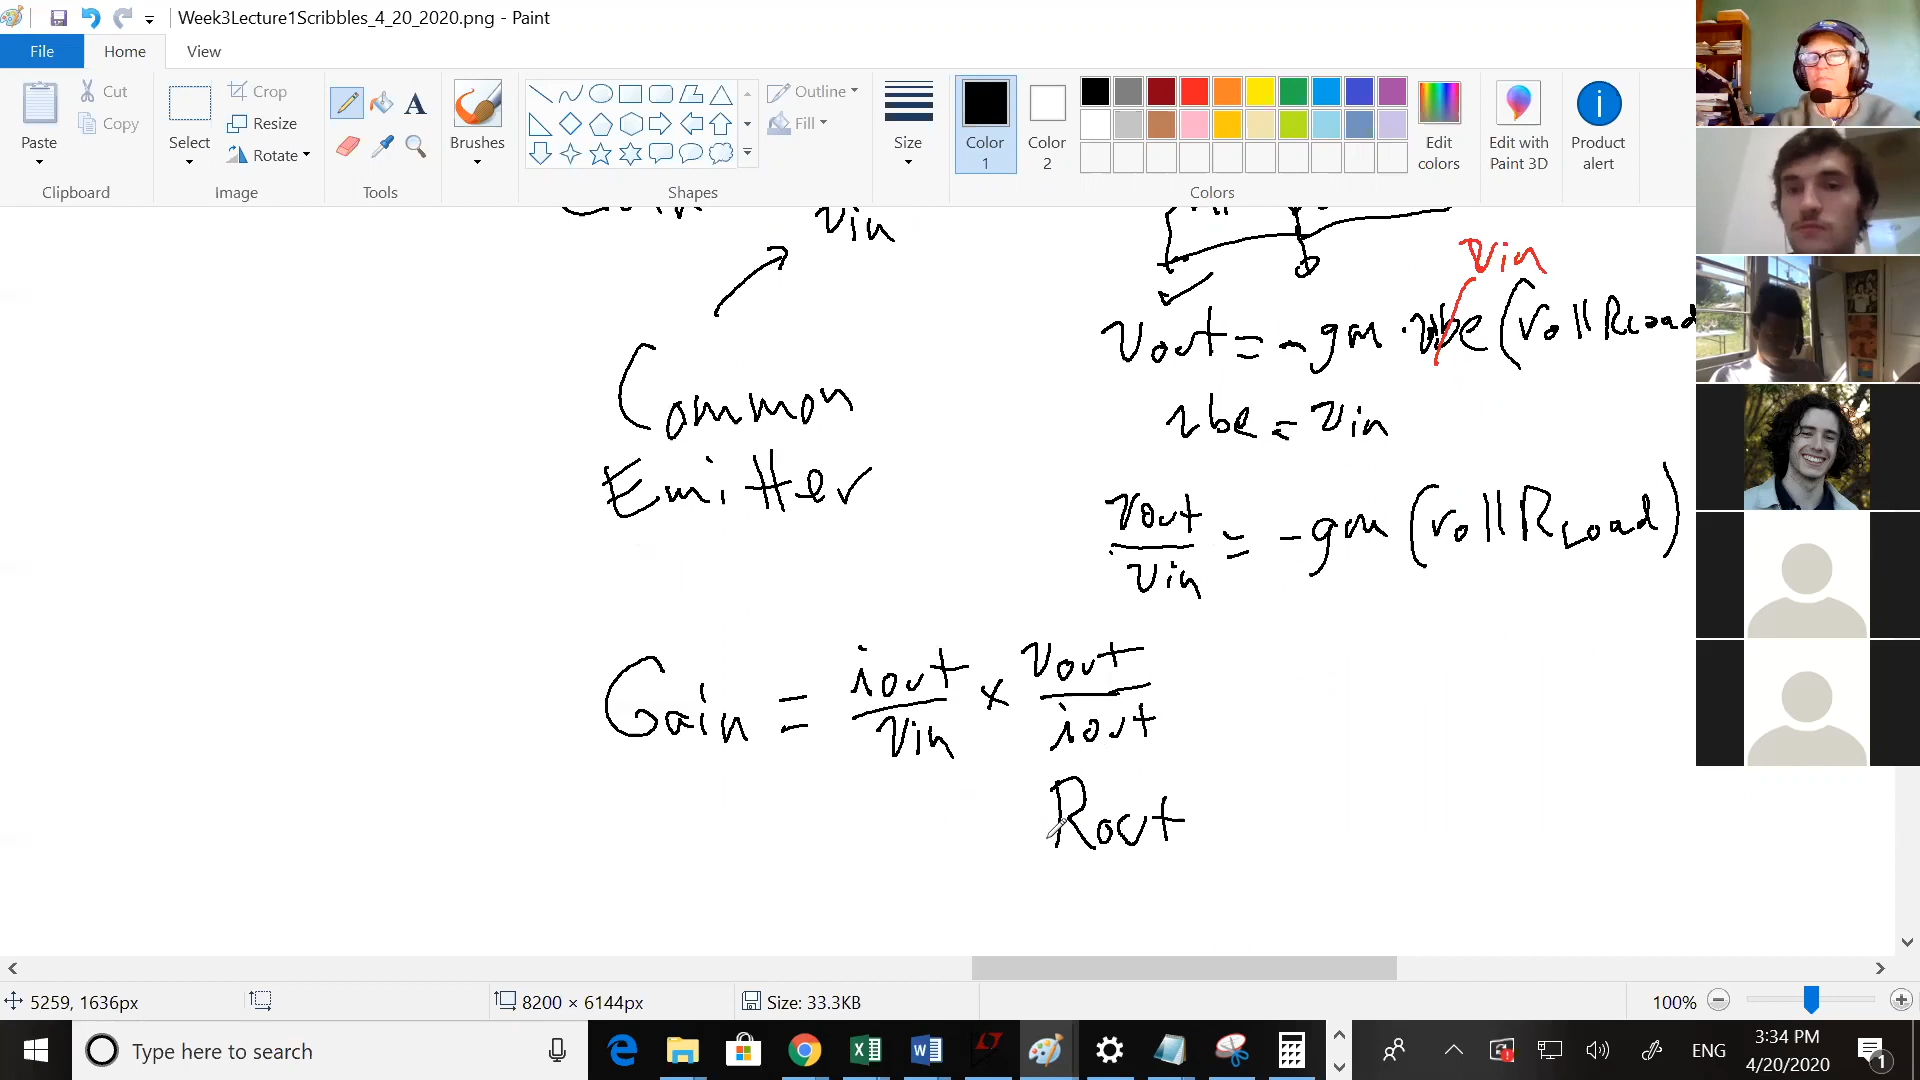 Week3Lecture1Scribbles_4_20_2020.png - Paint
File Home View
Paste Cut Copy Clipboard
Select Crop Resize Rotate Image
Tools
Brushes
Shapes Outline Fill
Size
Color 1
Color 2
Colors
Edit colors
Edit with Paint 3D
Product alert
vin
vin
vout = -gm · vbe (ro||RLoad
vbe = vin
Common
Emitter
vout/vin = -gm (ro||RLoad)
Gain = iout/vin × vout/iout
Rout
5259, 1636px 8200 × 6144px Size: 33.3KB 100%
Type here to search
ENG
3:34 PM
4/20/2020
1